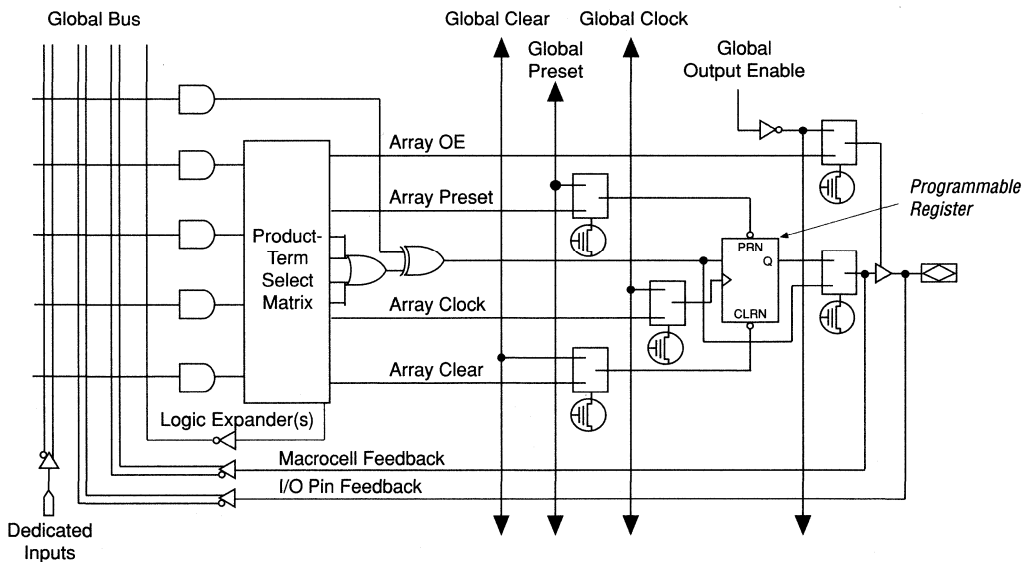 Global Bus
Global Clear
Global Clock
Global
Preset
Global
Output Enable
Array OE
Array Preset
Programmable
Register
Product-
Term
Select
Matrix
PRN
Q
CLRN
Array Clock
Array Clear
Logic Expander(s)
Macrocell Feedback
I/O Pin Feedback
Dedicated
Inputs